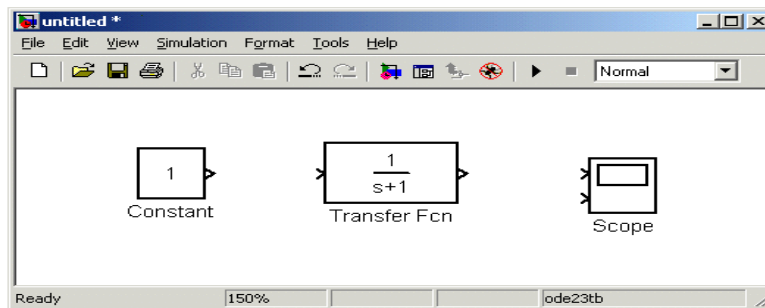 untitled *
File Edit View Simulation Format Tools Help
Normal
1
Constant
1
s+1
Transfer Fcn
Scope
Ready 150% ode23tb